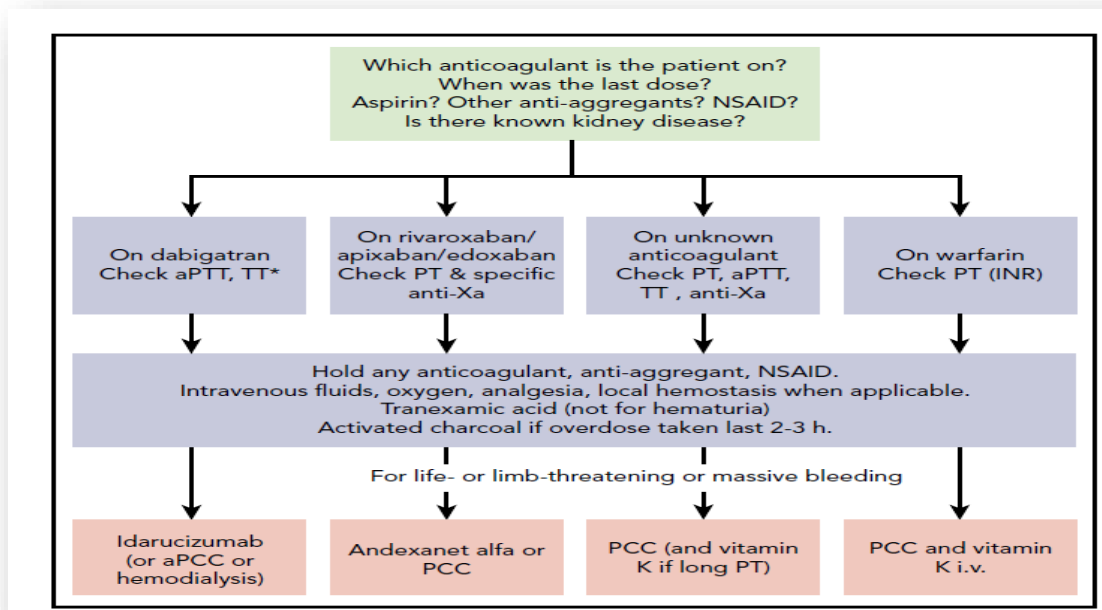 Which anticoagulant is the patient on?
When was the last dose?
Aspirin? Other anti-aggregants? NSAID?
Is there known kidney disease?
On dabigatran
Check aPTT, TT*
On rivaroxaban/
apixaban/edoxaban
Check PT & specific
anti-Xa
On unknown
anticoagulant
Check PT, aPTT,
TT , anti-Xa
On warfarin
Check PT (INR)
Hold any anticoagulant, anti-aggregant, NSAID.
Intravenous fluids, oxygen, analgesia, local hemostasis when applicable.
Tranexamic acid (not for hematuria)
Activated charcoal if overdose taken last 2-3 h.
For life- or limb-threatening or massive bleeding
Idarucizumab
(or aPCC or
hemodialysis)
Andexanet alfa or
PCC
PCC (and vitamin
K if long PT)
PCC and vitamin
K i.v.